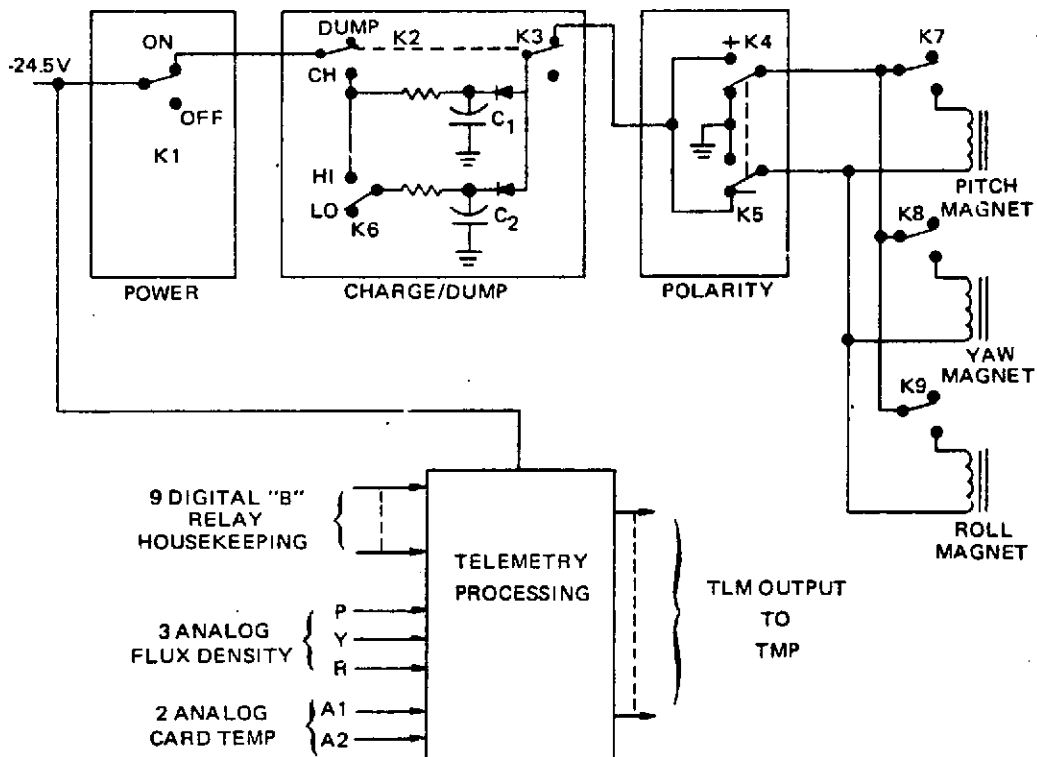 -24.5V
ON
OFF
K1
POWER
DUMP
K2
K3
CH
C1
HI
LO
K6
C2
CHARGE/DUMP
+
K4
−
K5
POLARITY
K7
PITCH
MAGNET
K8
YAW
MAGNET
K9
ROLL
MAGNET
9 DIGITAL "B"
RELAY
HOUSEKEEPING
3 ANALOG
FLUX DENSITY
P
Y
R
2 ANALOG
CARD TEMP
A1
A2
TELEMETRY
PROCESSING
TLM OUTPUT
TO
TMP